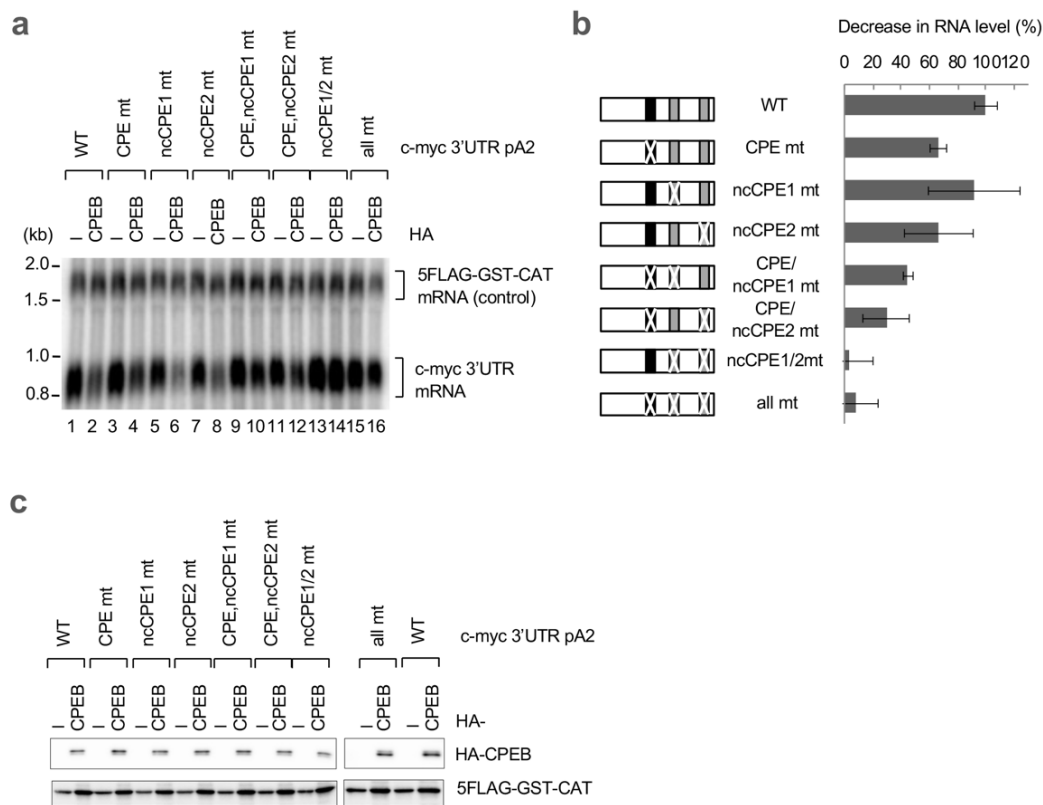 a
WT
CPE mt
ncCPE1 mt
ncCPE2 mt
CPE,ncCPE1 mt
CPE,ncCPE2 mt
ncCPE1/2 mt
all mt
c-myc 3'UTR pA2
– CPEB – CPEB – CPEB – CPEB – CPEB – CPEB – CPEB – CPEB
HA
(kb)
2.0
1.5
1.0
0.8
5FLAG-GST-CAT
mRNA (control)
c-myc 3'UTR
mRNA
1 2 3 4 5 6 7 8 9 10 11 12 13 14 15 16
b
Decrease in RNA level (%)
0 20 40 60 80 100 120
WT
CPE mt
ncCPE1 mt
ncCPE2 mt
CPE/
ncCPE1 mt
CPE/
ncCPE2 mt
ncCPE1/2mt
all mt
c
WT
CPE mt
ncCPE1 mt
ncCPE2 mt
CPE,ncCPE1 mt
CPE,ncCPE2 mt
ncCPE1/2 mt
all mt
WT
c-myc 3'UTR pA2
– CPEB – CPEB – CPEB – CPEB – CPEB – CPEB – CPEB – CPEB – CPEB
HA-
HA-CPEB
5FLAG-GST-CAT